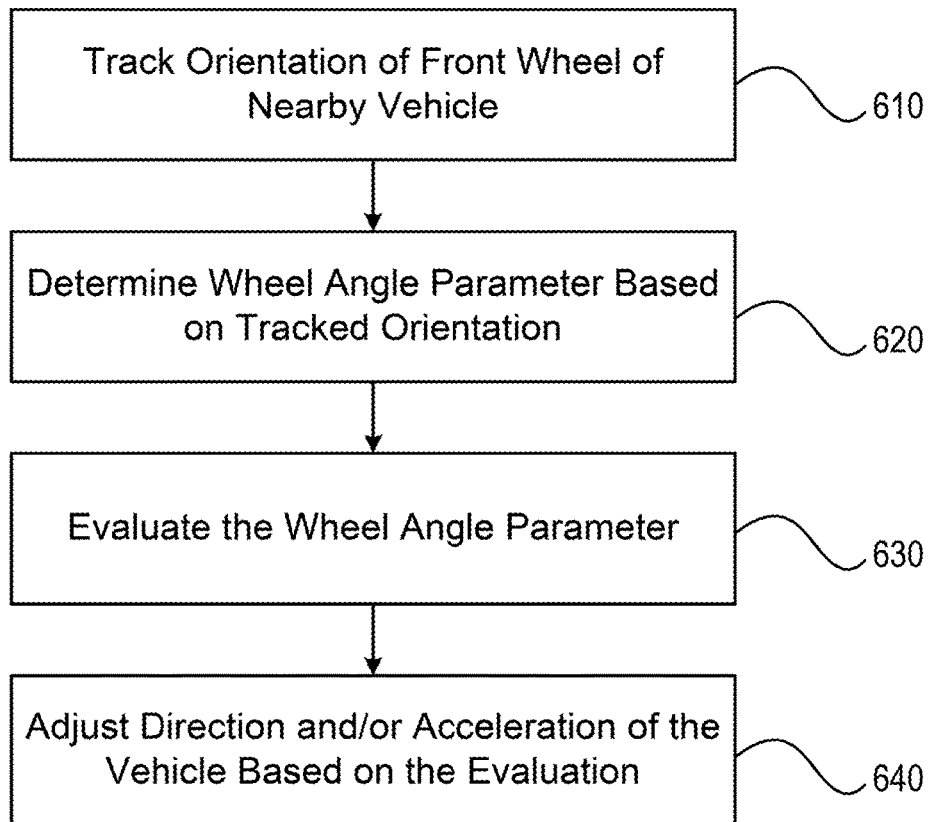 Track Orientation of Front Wheel of
Nearby Vehicle
610
Determine Wheel Angle Parameter Based
on Tracked Orientation
620
Evaluate the Wheel Angle Parameter
630
Adjust Direction and/or Acceleration of the
Vehicle Based on the Evaluation
640